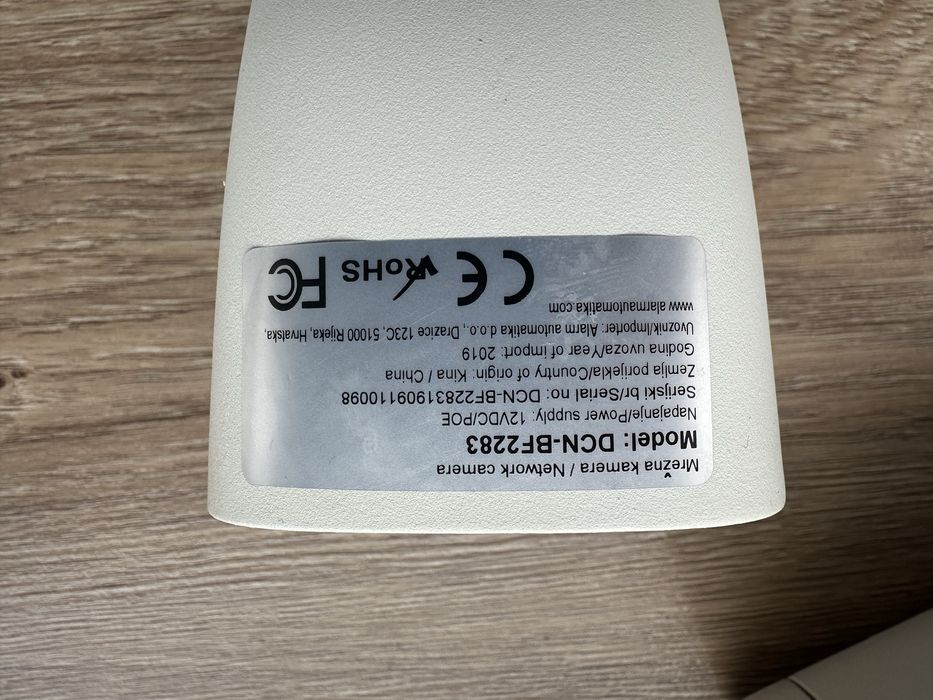 Mrežna kamera / Network camera
Model: DCN-BF2283
Napajanje/Power supply: 12VDC/POE
Serijski br/Serial no: DCN-BF22831909110098
Zemlja porijekla/Country of origin: Kina / China
Godina uvoza/Year of import: 2019
Uvoznik/Importer: Alarm automatika d.o.o., Drazice 123C, 51000 Rijeka, Hrvatska,
www.alarmautomatika.com
CE RoHS FC